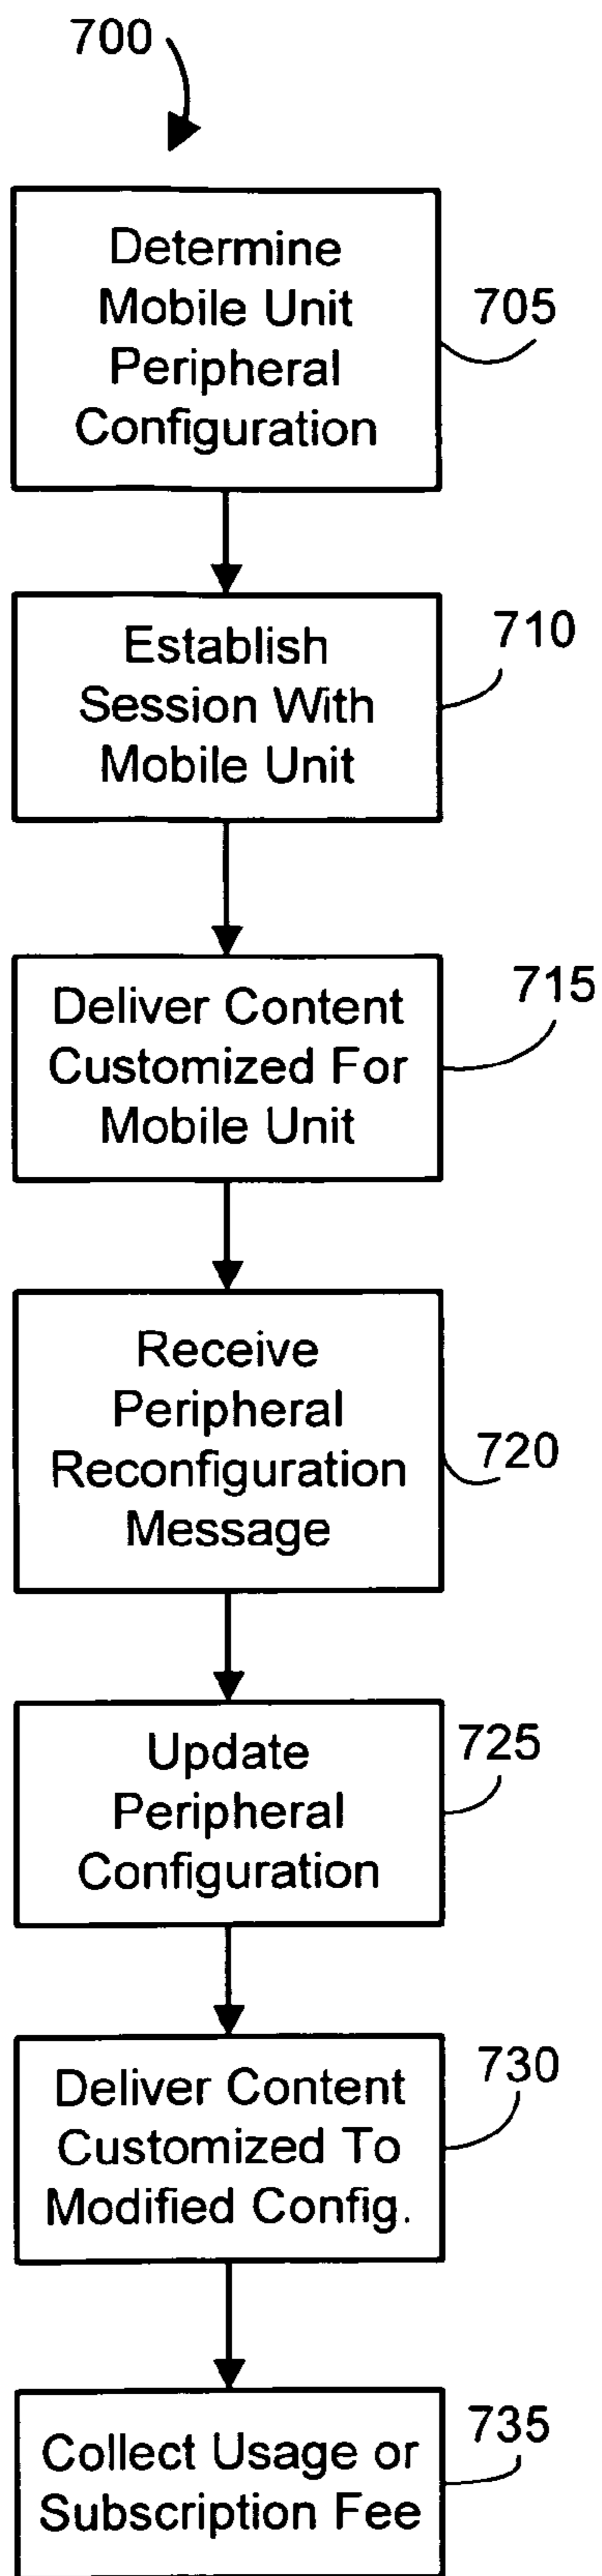 700
Determine
Mobile Unit
Peripheral
Configuration
705
Establish
Session With
Mobile Unit
710
Deliver Content
Customized For
Mobile Unit
715
Receive
Peripheral
Reconfiguration
Message
720
Update
Peripheral
Configuration
725
Deliver Content
Customized To
Modified Config.
730
Collect Usage or
Subscription Fee
735